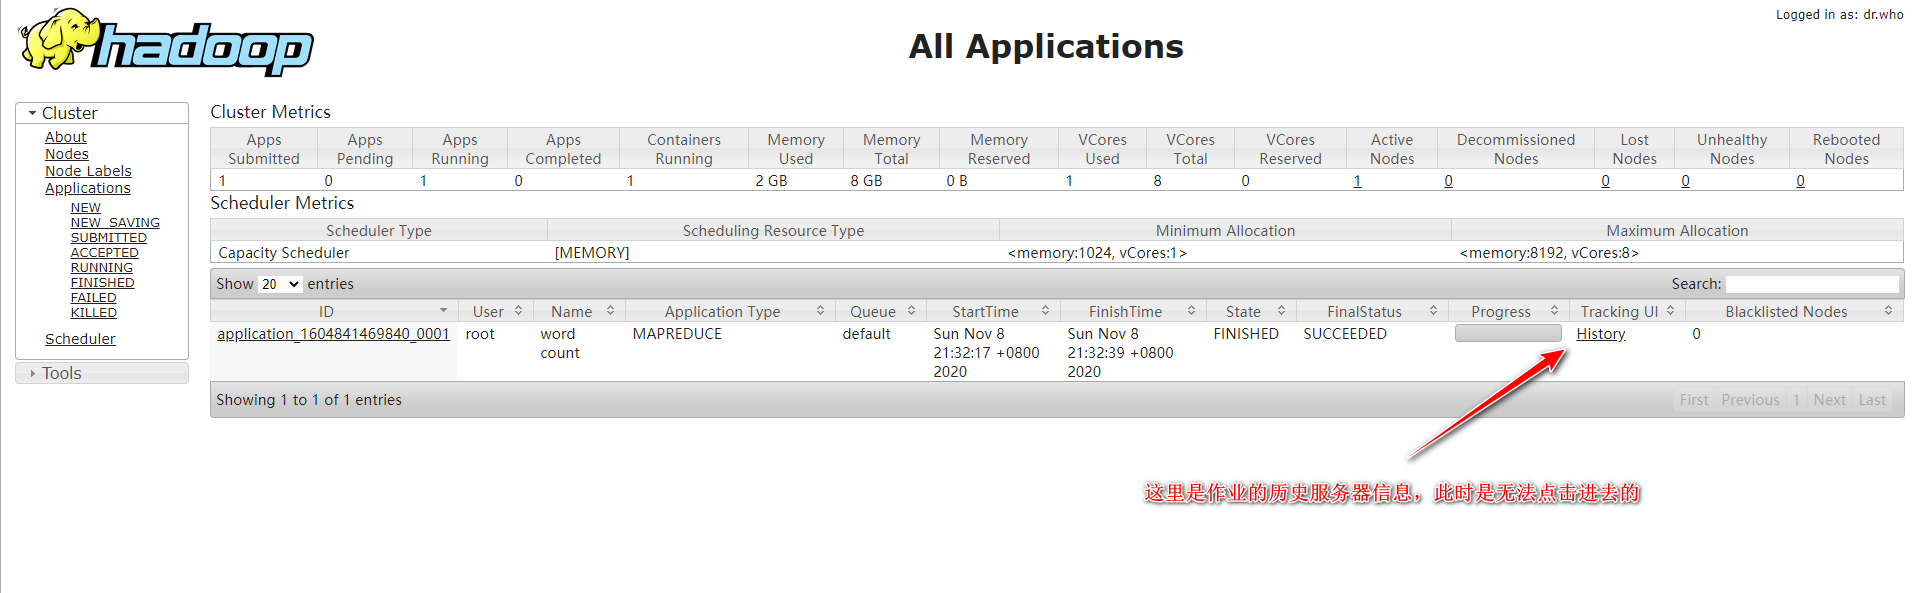 Logged in as: dr.who
hadoop
All Applications
Cluster
About
Nodes
Node Labels
Applications
NEW
NEW_SAVING
SUBMITTED
ACCEPTED
RUNNING
FINISHED
FAILED
KILLED
Scheduler
Tools
Cluster Metrics
Apps Submitted Apps Pending Apps Running Apps Completed Containers Running Memory Used Memory Total Memory Reserved VCores Used VCores Total VCores Reserved Active Nodes Decommissioned Nodes Lost Nodes Unhealthy Nodes Rebooted Nodes
1 0 1 0 1 2 GB 8 GB 0 B 1 8 0 1 0 0 0 0
Scheduler Metrics
Scheduler Type Scheduling Resource Type Minimum Allocation Maximum Allocation
Capacity Scheduler [MEMORY] <memory:1024, vCores:1> <memory:8192, vCores:8>
Show 20 entries Search:
ID User Name Application Type Queue StartTime FinishTime State FinalStatus Progress Tracking UI Blacklisted Nodes
application_1604841469840_0001 root word count MAPREDUCE default Sun Nov 8 21:32:17 +0800 2020 Sun Nov 8 21:32:39 +0800 2020 FINISHED SUCCEEDED History 0
Showing 1 to 1 of 1 entries First Previous 1 Next Last
这里是作业的历史服务器信息，此时是无法点击进去的